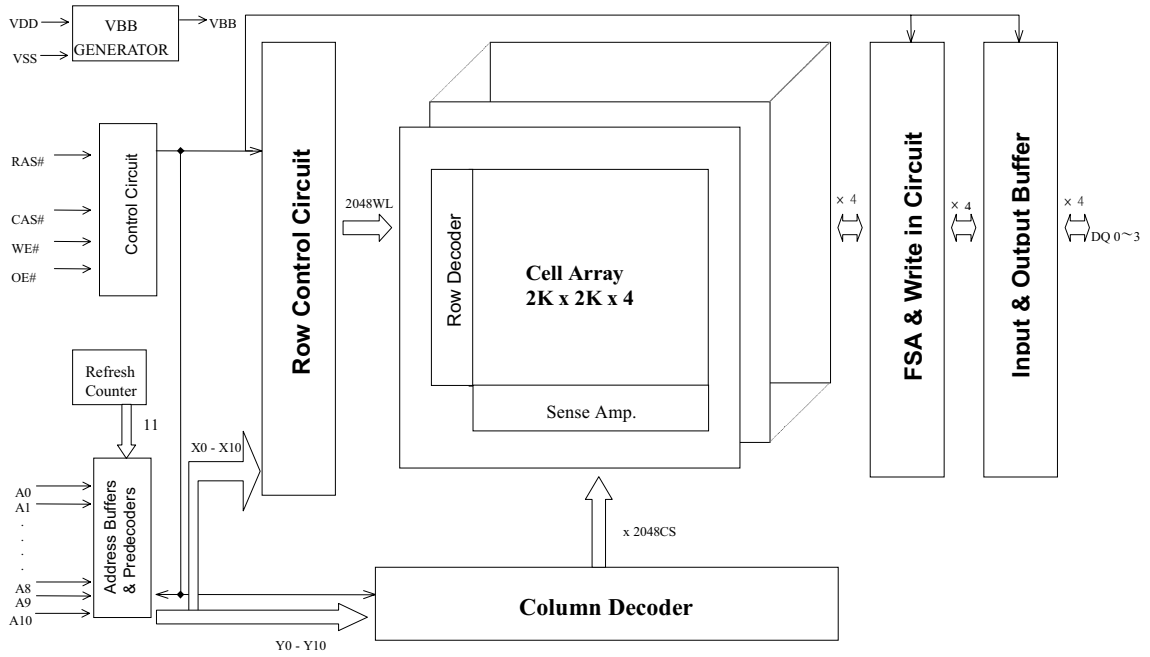 VDD
VSS
VBB
GENERATOR
VBB
RAS#
CAS#
WE#
OE#
Control Circuit
Row Control Circuit
2048WL
Row Decoder
Cell Array
2K x 2K x 4
Sense Amp.
× 4
FSA & Write in Circuit
× 4
Input & Output Buffer
× 4
DQ 0~3
Refresh
Counter
11
X0 - X10
A0
A1
.
.
.
.
A8
A9
A10
Address Buffers
& Predecoders
x 2048CS
Column Decoder
Y0 - Y10